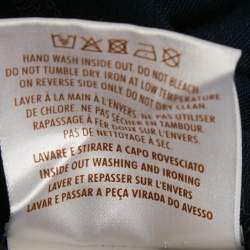 HAND WASH INSIDE OUT. DO NOT BLEACH
DO NOT TUMBLE DRY. IRON AT LOW TEMPERATURE
ON REVERSE SIDE ONLY. DO NOT DRY CLEAN
LAVER À LA MAIN À L'ENVERS. NE PAS UTILISER
DE CHLORE. NE PAS SÉCHER EN MACHINE.
RAPASSAGE À FER DOUX SUR L'ENVERS
PAS DE NETTOYAGE À SEC.
LAVARE E STIRARE A CAPO ROVESCIATO
INSIDE OUT WASHING AND IRONING
LAVER ET REPASSER SUR L'ENVERS
LAVAR E PASSAR A PEÇA VIRADA DO AVESSO